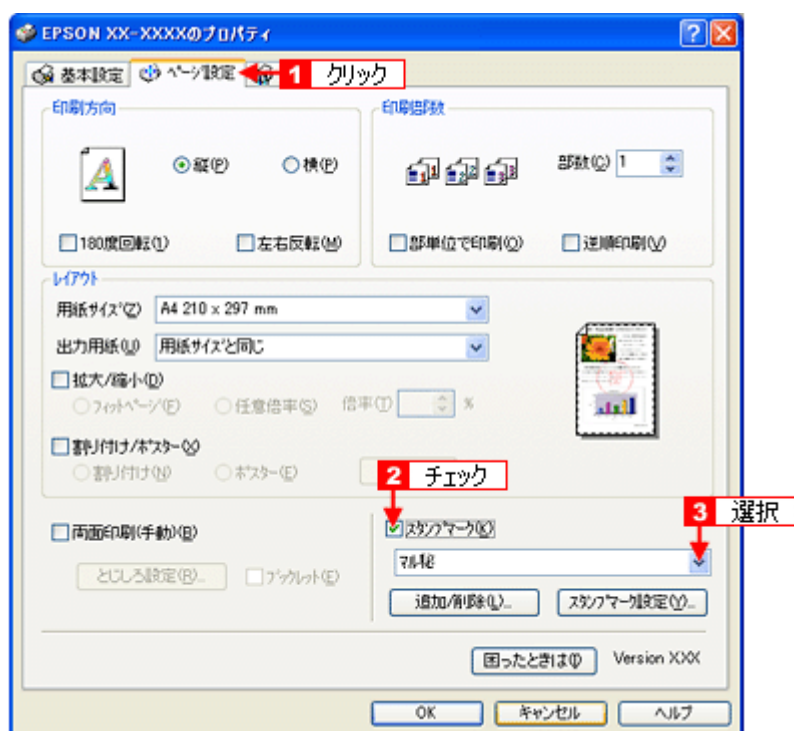 EPSON XX-XXXXのプロパティ
基本設定 ページ設定 1 クリック
印刷方向 印刷部数
縦(P) 横(P) 部数(C) 1
180度回転(1) 左右反転(M) 部単位で印刷(O) 逆順印刷(V)
レイアウト
用紙サイズ(Z) A4 210 x 297 mm
出力用紙(U) 用紙サイズと同じ
拡大/縮小(D)
フィットページ(E) 任意倍率(S) 倍率(T) %
割り付け/ポスター(X)
割り付け(N) ポスター(E)
2 チェック
3 選択
両面印刷(手動)(B) スタンプマーク(K)
マル秘
とじしろ設定(R)... ブックレット(E)
追加/削除(L)... スタンプマーク設定(Y)...
困ったときは(I) Version XXX
OK キャンセル ヘルプ